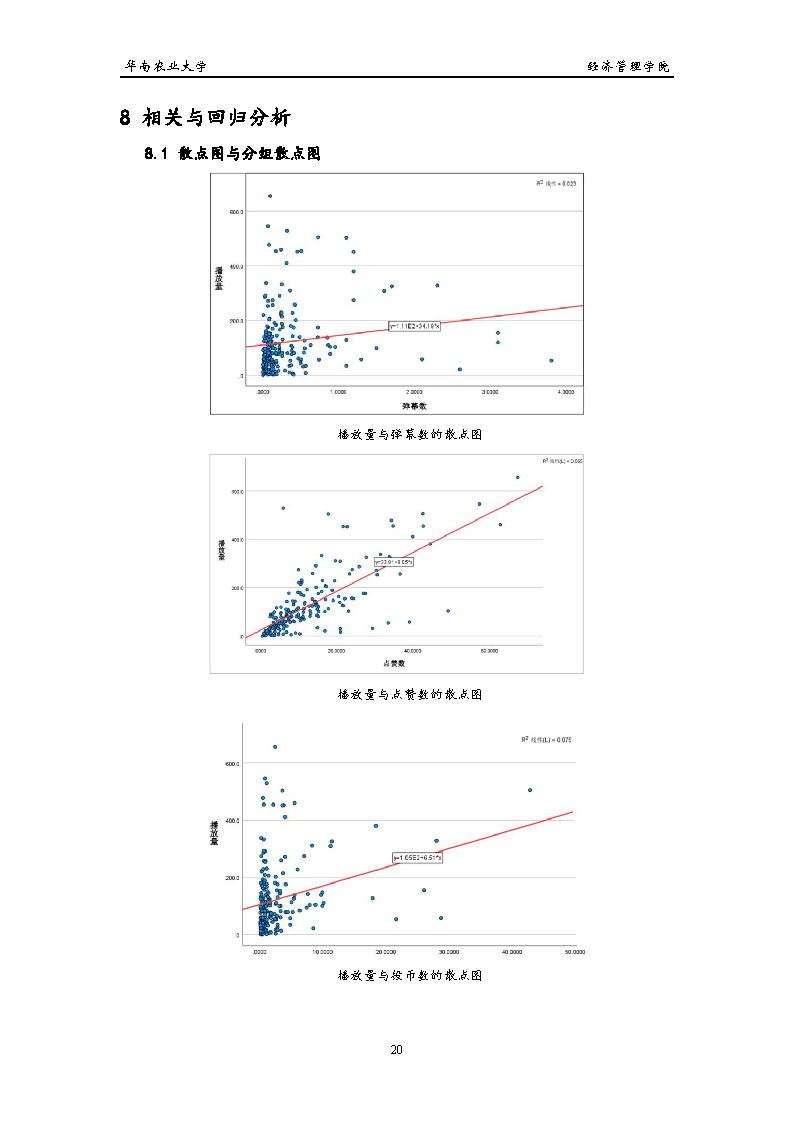 华南农业大学 经济管理学院
8 相关与回归分析
8.1 散点图与分组散点图
R² 线性 = 0.023
600.0
400.0
200.0
.0
播放量
y=1.11E2+34.19*x
.0000 1.0000 2.0000 3.0000 4.0000
弹幕数
播放量与弹幕数的散点图
R² 线性(L) = 0.565
600.0
400.0
200.0
.0
播放量
.0000 20.0000 40.0000 60.0000
点赞数
播放量与点赞数的散点图
R² 线性(L) = 0.075
600.0
400.0
200.0
.0
播放量
y=1.05E2+6.51*x
.0000 10.0000 20.0000 30.0000 40.0000 50.0000
播放量与投币数的散点图
20